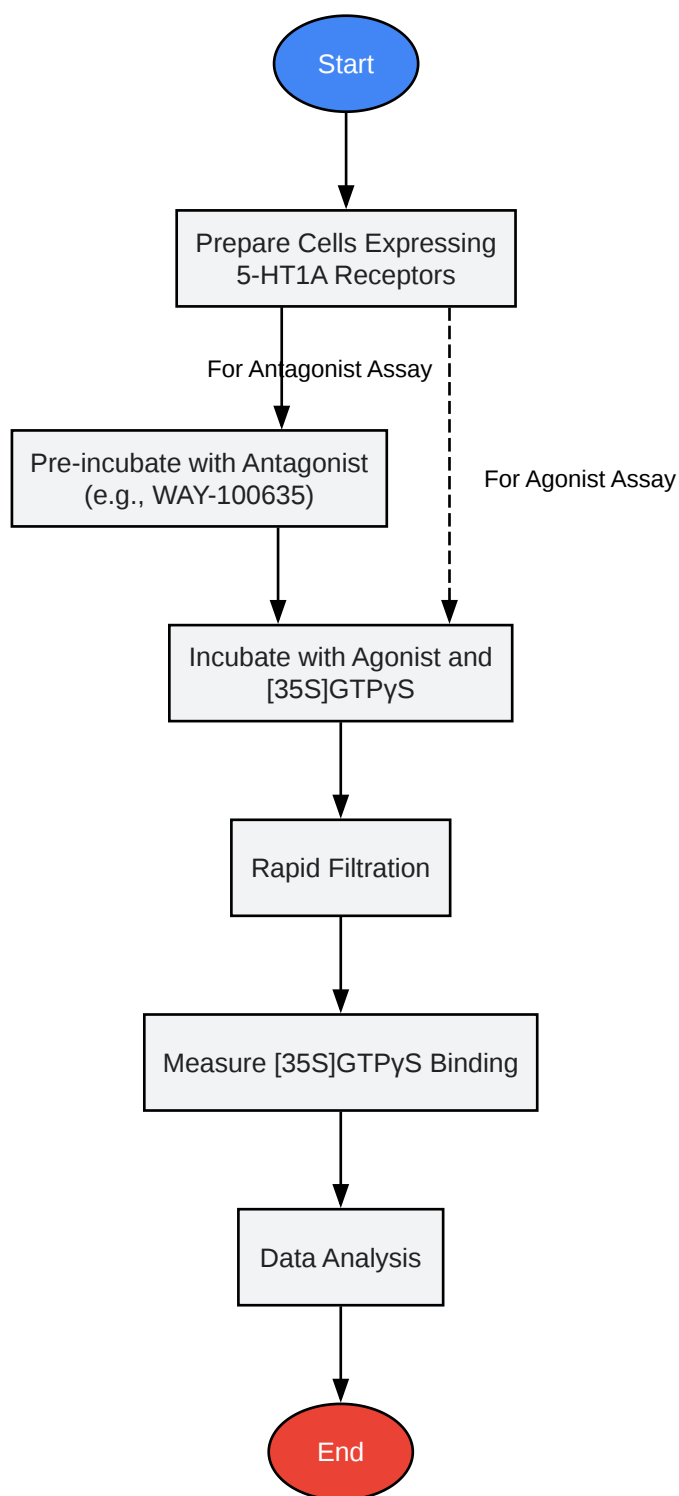 Start
Prepare Cells Expressing
5-HT1A Receptors
For Antagonist Assay
Pre-incubate with Antagonist
(e.g., WAY-100635)
For Agonist Assay
Incubate with Agonist and
[35S]GTPγS
Rapid Filtration
Measure [35S]GTPγS Binding
Data Analysis
End